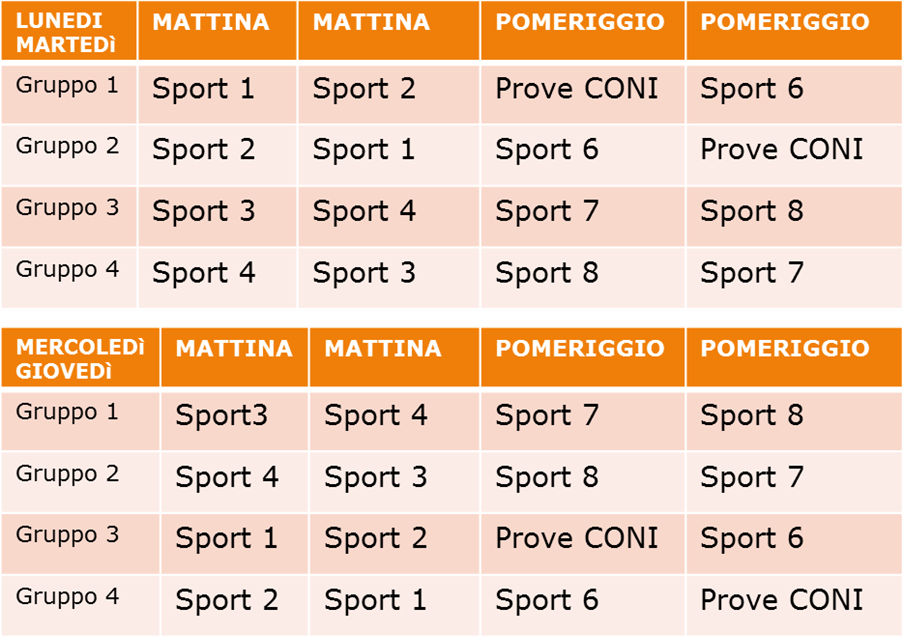 LUNEDI MATTINA MATTINA POMERIGGIO POMERIGGIO
MARTEDì
Gruppo 1 Sport 1 Sport 2 Prove CONI Sport 6
Gruppo 2 Sport 2 Sport 1 Sport 6 Prove CONI
Gruppo 3 Sport 3 Sport 4 Sport 7 Sport 8
Gruppo 4 Sport 4 Sport 3 Sport 8 Sport 7
MERCOLEDì MATTINA MATTINA POMERIGGIO POMERIGGIO
GIOVEDì
Gruppo 1 Sport3 Sport 4 Sport 7 Sport 8
Gruppo 2 Sport 4 Sport 3 Sport 8 Sport 7
Gruppo 3 Sport 1 Sport 2 Prove CONI Sport 6
Gruppo 4 Sport 2 Sport 1 Sport 6 Prove CONI